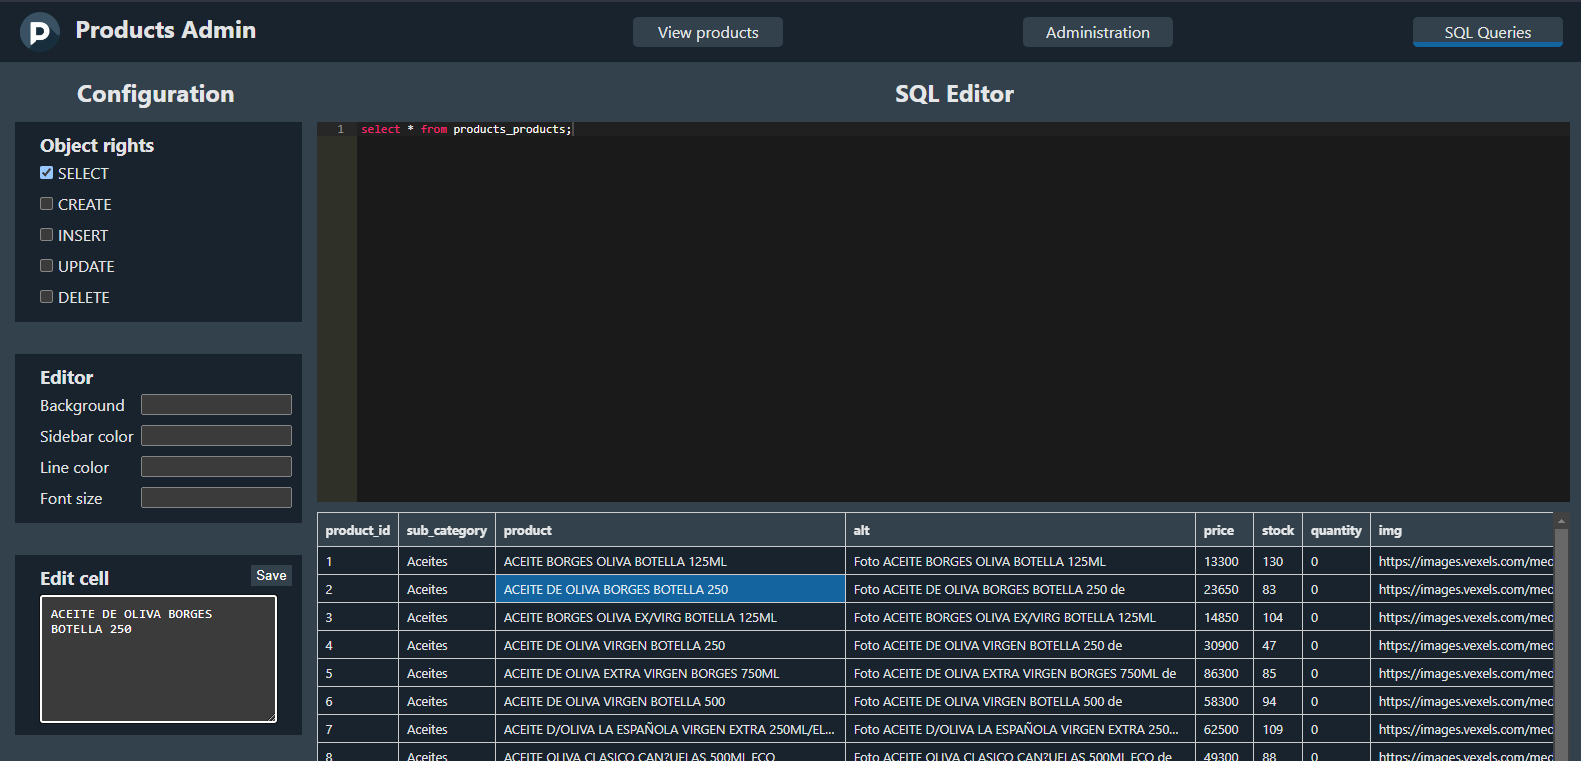 P Products Admin View products Administration SQL Queries
Configuration
Object rights
SELECT
CREATE
INSERT
UPDATE
DELETE
Editor
Background
Sidebar color
Line color
Font size
Edit cell Save
ACEITE DE OLIVA BORGES
BOTELLA 250
SQL Editor
1 select * from products_products;
product_id sub_category product alt price stock quantity img
1 Aceites ACEITE BORGES OLIVA BOTELLA 125ML Foto ACEITE BORGES OLIVA BOTELLA 125ML 13300 130 0 https://images.vexels.com/med
2 Aceites ACEITE DE OLIVA BORGES BOTELLA 250 Foto ACEITE DE OLIVA BORGES BOTELLA 250 de 23650 83 0 https://images.vexels.com/med
3 Aceites ACEITE BORGES OLIVA EX/VIRG BOTELLA 125ML Foto ACEITE BORGES OLIVA EX/VIRG BOTELLA 125ML 14850 104 0 https://images.vexels.com/med
4 Aceites ACEITE DE OLIVA VIRGEN BOTELLA 250 Foto ACEITE DE OLIVA VIRGEN BOTELLA 250 de 30900 47 0 https://images.vexels.com/med
5 Aceites ACEITE DE OLIVA EXTRA VIRGEN BORGES 750ML Foto ACEITE DE OLIVA EXTRA VIRGEN BORGES 750ML de 86300 85 0 https://images.vexels.com/med
6 Aceites ACEITE DE OLIVA VIRGEN BOTELLA 500 Foto ACEITE DE OLIVA VIRGEN BOTELLA 500 de 58300 94 0 https://images.vexels.com/med
7 Aceites ACEITE D/OLIVA LA ESPAÑOLA VIRGEN EXTRA 250ML/EL... Foto ACEITE D/OLIVA LA ESPAÑOLA VIRGEN EXTRA 250... 62500 109 0 https://images.vexels.com/med
8 Aceites ACEITE OLIVA CLASICO CAN?UELAS 500ML ECO Foto ACEITE OLIVA CLASICO CAN?UELAS 500ML ECO de 49300 88 0 https://images.vexels.com/med